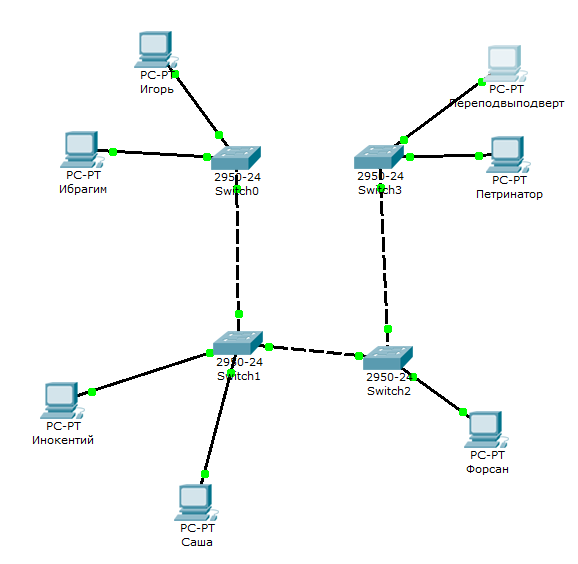 PC-PT
Игорь
PC-PT
Переподвыподверт
PC-PT
Ибрагим
2950-24
Switch0
2950-24
Switch3
PC-PT
Петринатор
2950-24
Switch1
2950-24
Switch2
PC-PT
Инокентий
PC-PT
Форсан
PC-PT
Саша